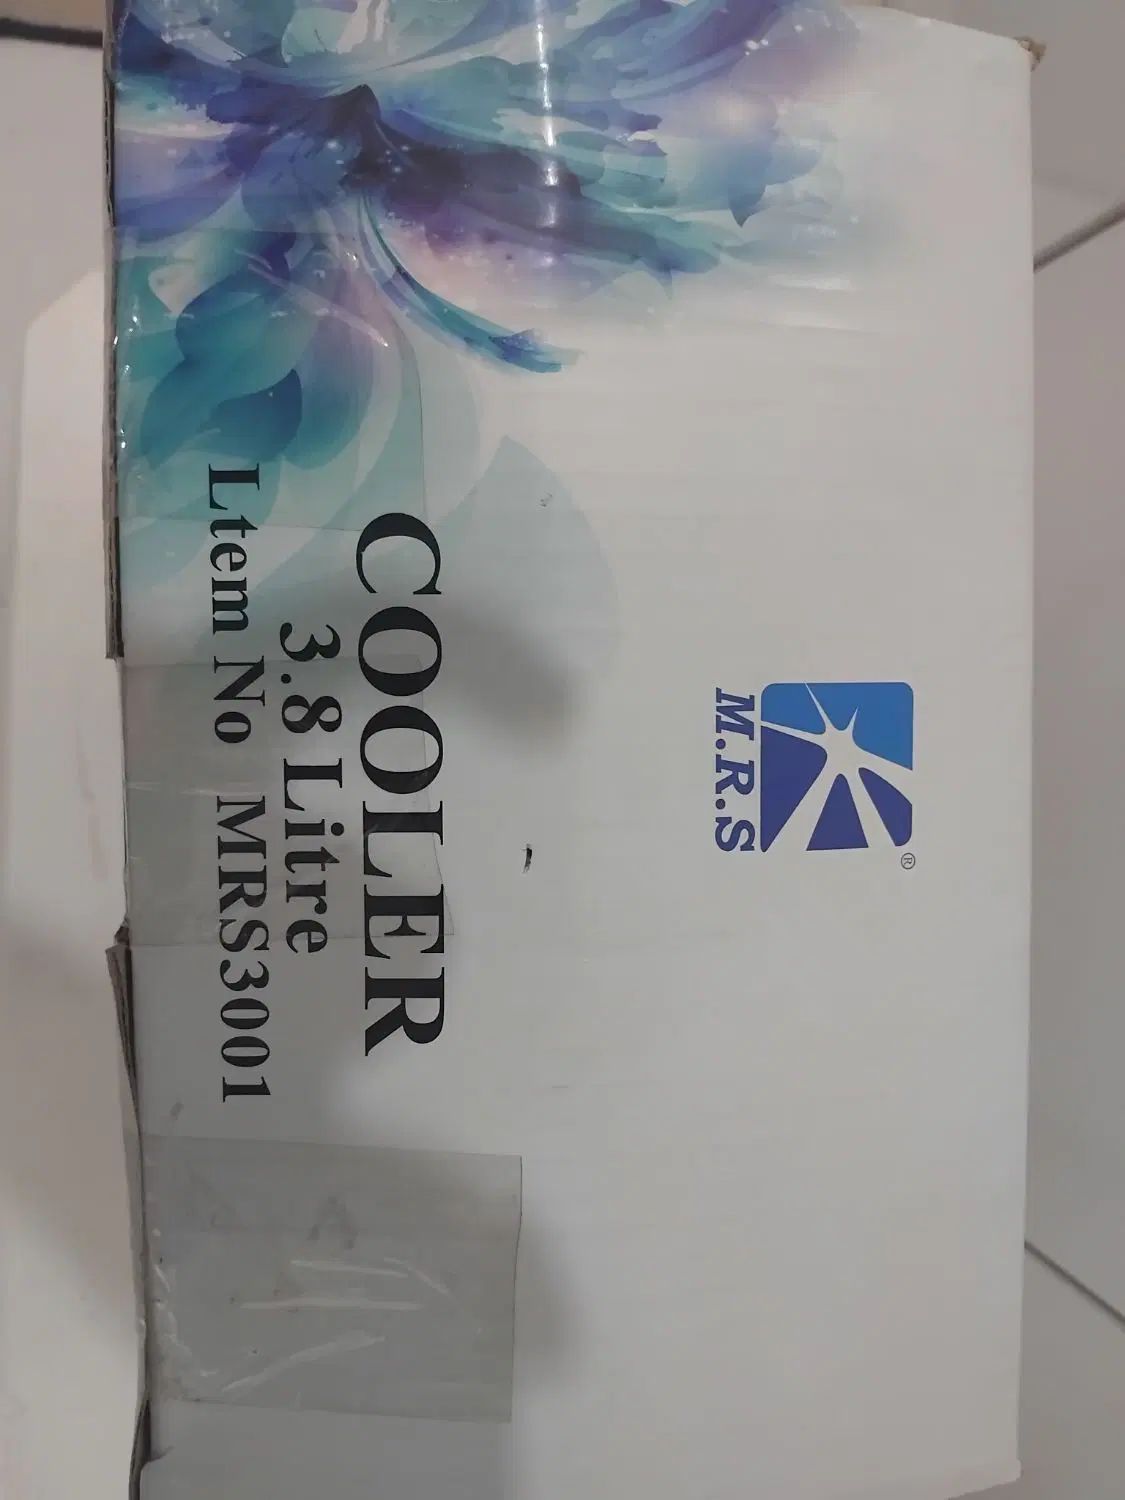 M.R.S
®
COOLER
3.8 Litre
Ltem No MRS3001